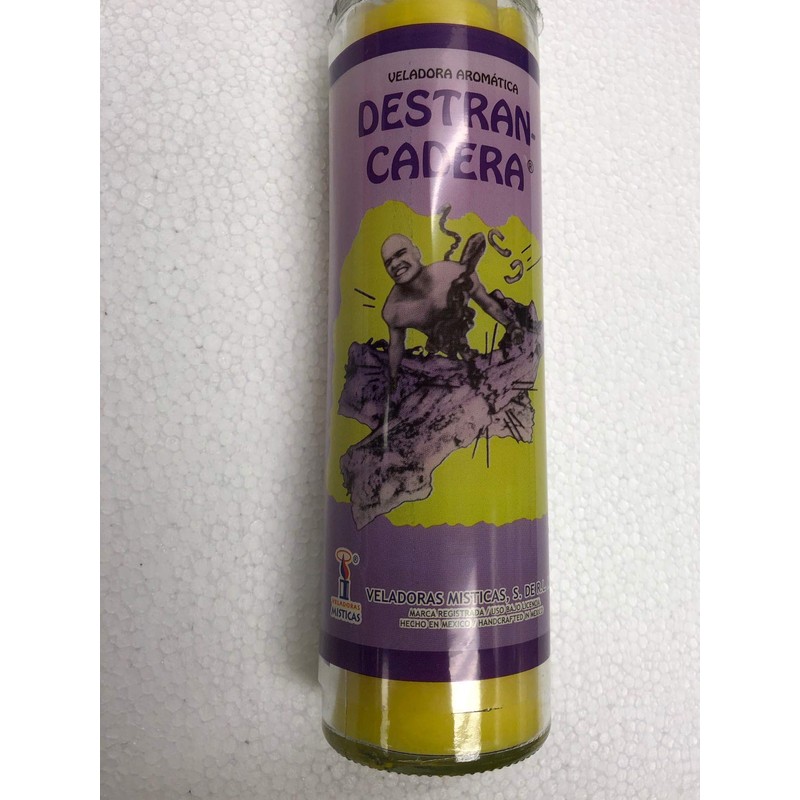 VELADORA AROMÁTICA
DESTRAN-
CADERA®
®
VELADORAS
MISTICAS
VELADORAS MISTICAS, S. DE R.L.
MARCA REGISTRADA / USO BAJO LICENCIA
HECHO EN MEXICO / HANDCRAFTED IN MEXICO